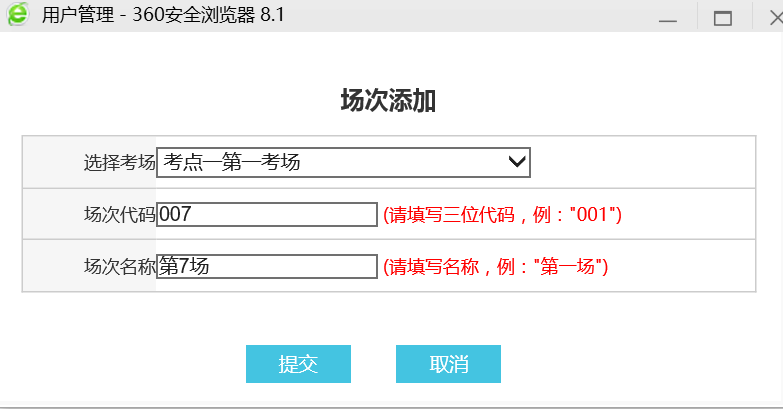 用户管理 - 360安全浏览器 8.1
场次添加
选择考场 考点一第一考场
场次代码 007 (请填写三位代码，例："001")
场次名称 第7场 (请填写名称，例："第一场")
提交 取消